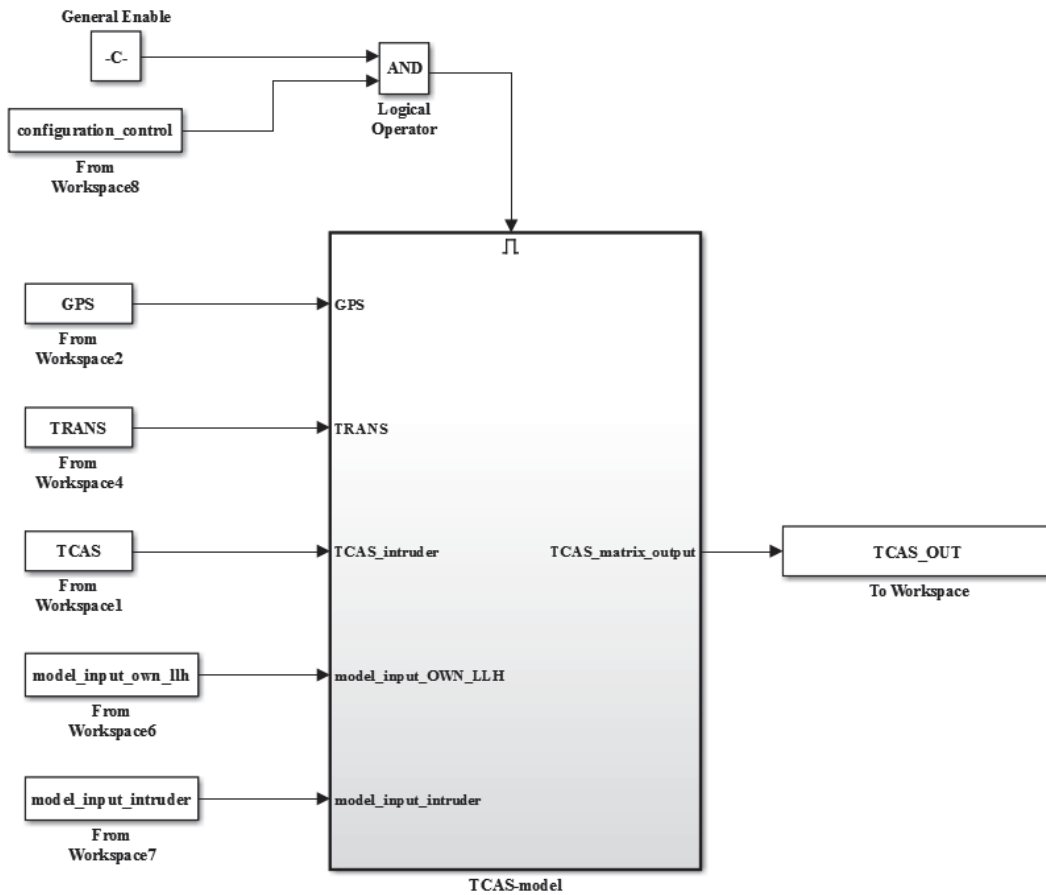 General Enable
-C-
AND
Logical
Operator
configuration_control
From
Workspace8
GPS
From
Workspace2
GPS
TRANS
From
Workspace4
TRANS
TCAS
From
Workspace1
TCAS_intruder
TCAS_matrix_output
TCAS_OUT
To Workspace
model_input_own_llh
From
Workspace6
model_input_OWN_LLH
model_input_intruder
From
Workspace7
model_input_intruder
TCAS-model